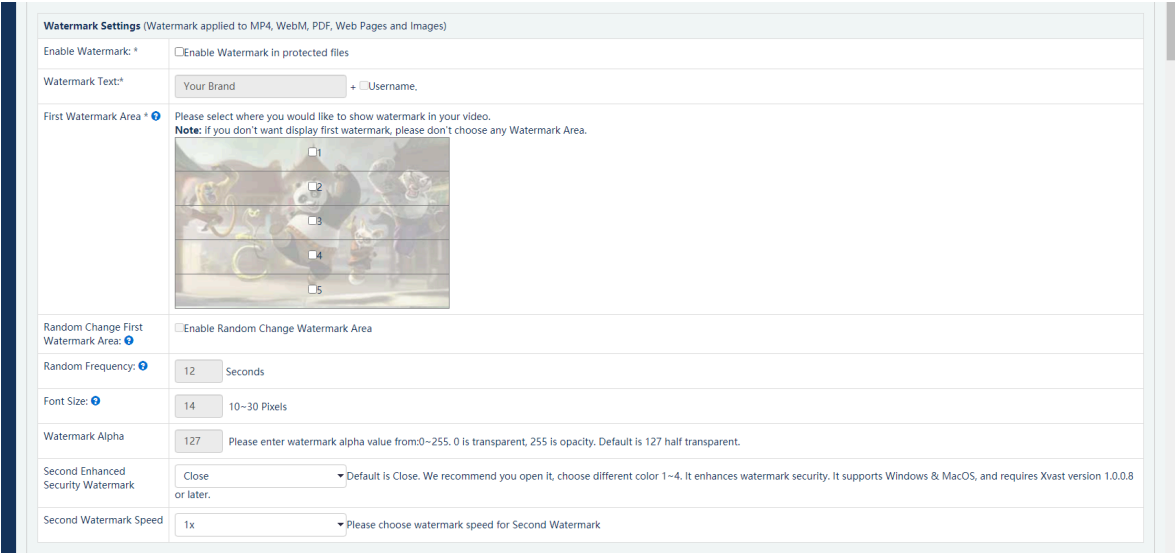 Watermark Settings (Watermark applied to MP4, WebM, PDF, Web Pages and Images)
Enable Watermark: *
Enable Watermark in protected files
Watermark Text:*
Your Brand + Username,
First Watermark Area *
Please select where you would like to show watermark in your video.
Note: if you don't want display first watermark, please don't choose any Watermark Area.
1
2
3
4
5
Random Change First
Watermark Area:
Enable Random Change Watermark Area
Random Frequency:
12 Seconds
Font Size:
14 10~30 Pixels
Watermark Alpha
127 Please enter watermark alpha value from:0~255. 0 is transparent, 255 is opacity. Default is 127 half transparent.
Second Enhanced
Security Watermark
Close Default is Close. We recommend you open it, choose different color 1~4. It enhances watermark security. It supports Windows & MacOS, and requires Xvast version 1.0.0.8
or later.
Second Watermark Speed
1x Please choose watermark speed for Second Watermark